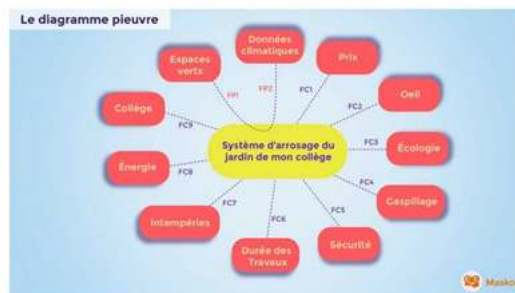 Le diagramme pieuvre
Données
climatiques
Espaces
verts
Prix
FP1
FP2
FC1
Oeil
FC2
Collège
FC9
Système d'arrosage du
jardin de mon collège
FC3
Écologie
Énergie
FC8
FC4
Gaspillage
FC7
Intempéries
FC6
FC5
Sécurité
Durée des
Travaux
Masko